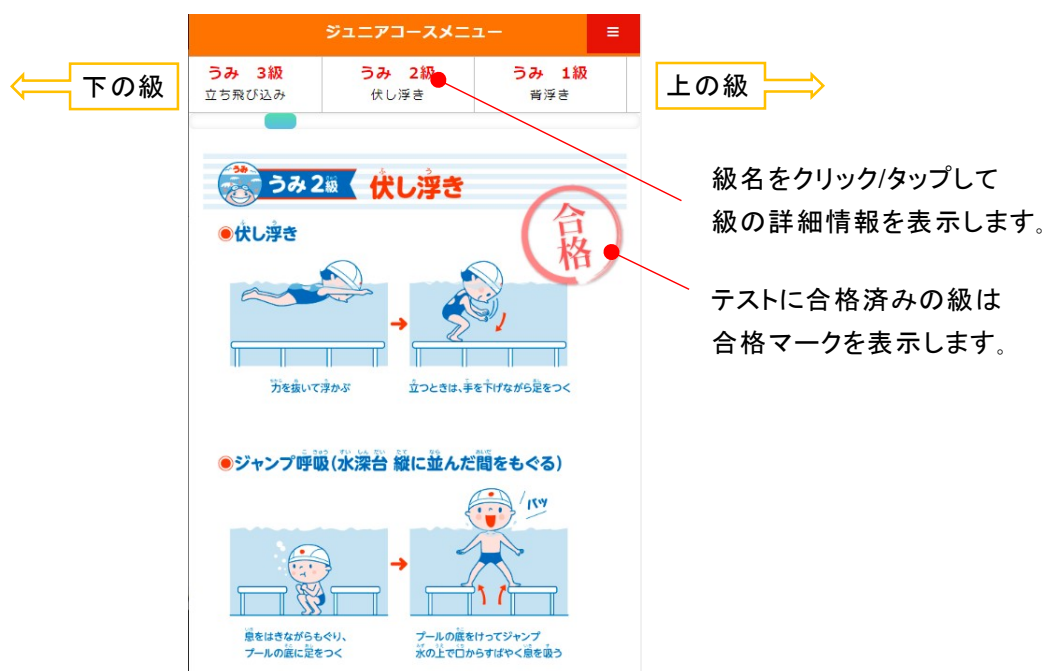 ジュニアコースメニュー
下の級
うみ 3級
立ち飛び込み
うみ 2級
伏し浮き
うみ 1級
背浮き
上の級
うみ
うみ2級
伏し浮き
合格
級名をクリック/タップして
級の詳細情報を表示します。
テストに合格済みの級は
合格マークを表示します。
◉伏し浮き
力を抜いて浮かぶ
立つときは、手を下げながら足をつく
◉ジャンプ呼吸(水深台 縦に並んだ間をもぐる)
パッ
息をはきながらもぐり、
プールの底に足をつく
プールの底をけってジャンプ
水の上で口からすばやく息を吸う